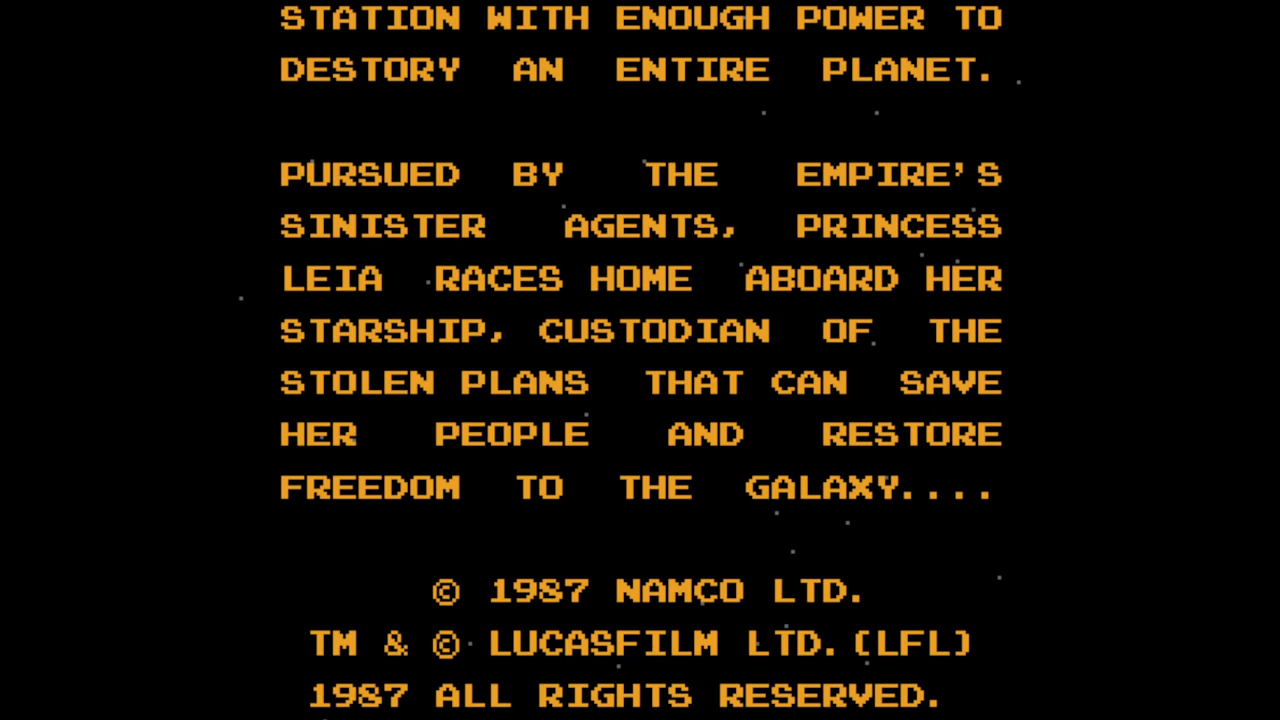 STATION WITH ENOUGH POWER TO
DESTORY AN ENTIRE PLANET.
PURSUED BY THE EMPIRE'S
SINISTER AGENTS, PRINCESS
LEIA RACES HOME ABOARD HER
STARSHIP, CUSTODIAN OF THE
STOLEN PLANS THAT CAN SAVE
HER PEOPLE AND RESTORE
FREEDOM TO THE GALAXY....
© 1987 NAMCO LTD.
TM & © LUCASFILM LTD.(LFL)
1987 ALL RIGHTS RESERVED.